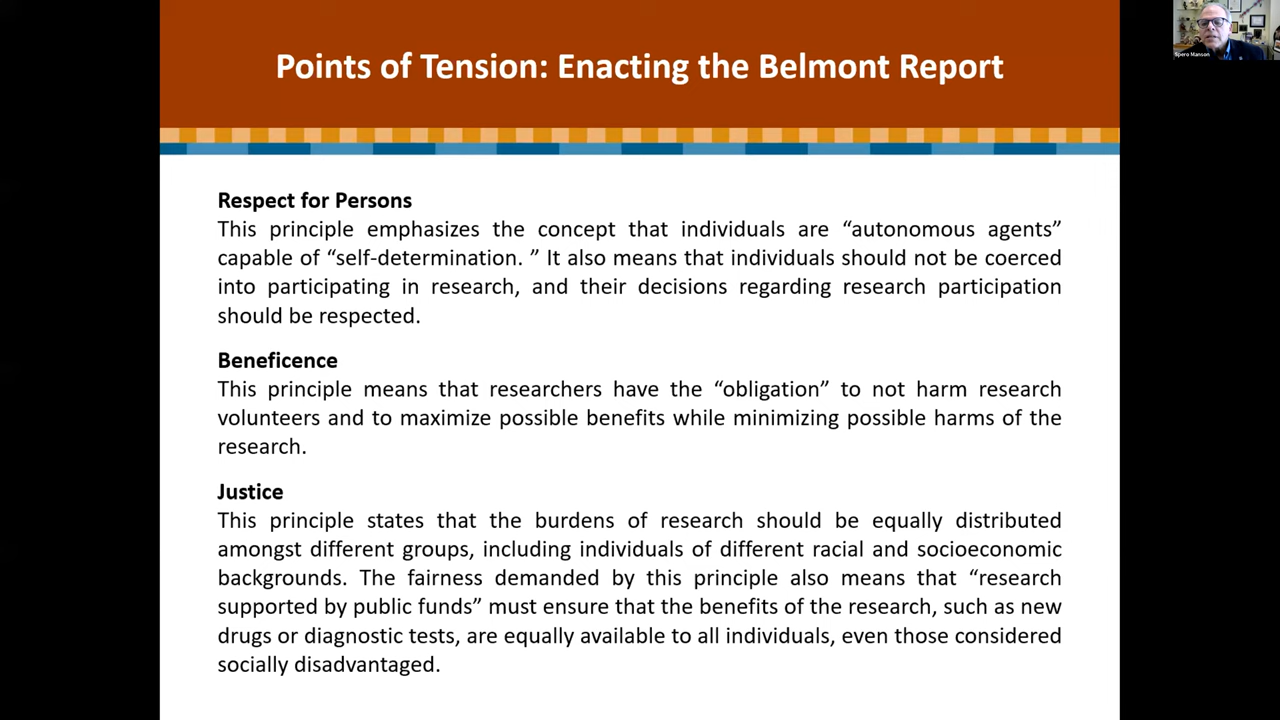 Points of Tension: Enacting the Belmont Report
Spero Manson
Respect for Persons
This principle emphasizes the concept that individuals are “autonomous agents”
capable of “self-determination. ” It also means that individuals should not be coerced
into participating in research, and their decisions regarding research participation
should be respected.
Beneficence
This principle means that researchers have the “obligation” to not harm research
volunteers and to maximize possible benefits while minimizing possible harms of the
research.
Justice
This principle states that the burdens of research should be equally distributed
amongst different groups, including individuals of different racial and socioeconomic
backgrounds. The fairness demanded by this principle also means that “research
supported by public funds” must ensure that the benefits of the research, such as new
drugs or diagnostic tests, are equally available to all individuals, even those considered
socially disadvantaged.